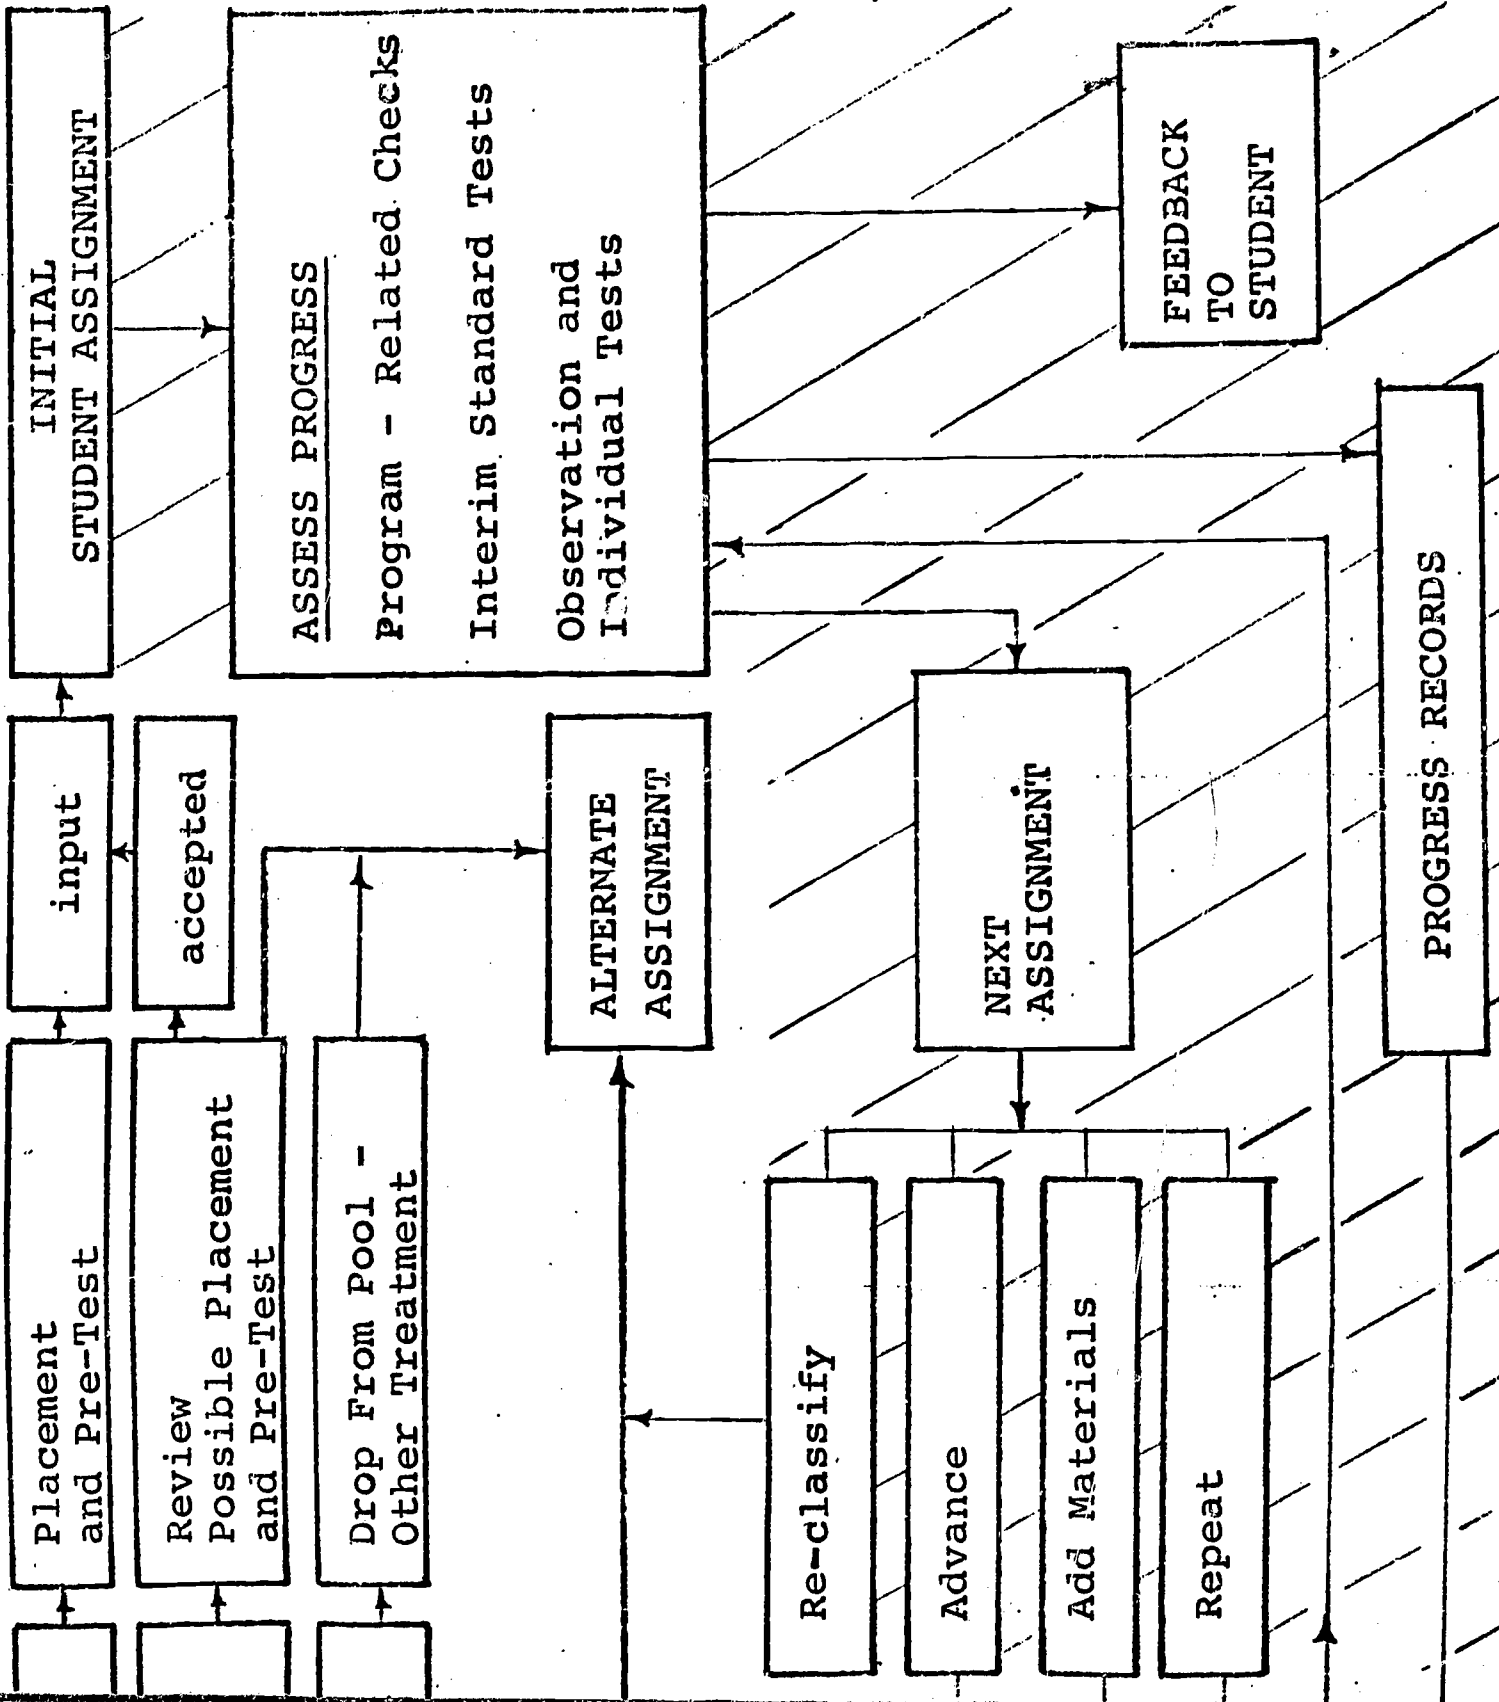 Placement
and Pre-Test
input
INITIAL
STUDENT ASSIGNMENT
Review
Possible Placement
and Pre-Test
accepted
Drop From Pool -
Other Treatment
ASSESS PROGRESS
Program - Related Checks
Interim Standard Tests
Observation and
Individual Tests
ALTERNATE
ASSIGNMENT
Re-classify
Advance
Add Materials
Repeat
NEXT
ASSIGNMENT
FEEDBACK
TO
STUDENT
PROGRESS RECORDS